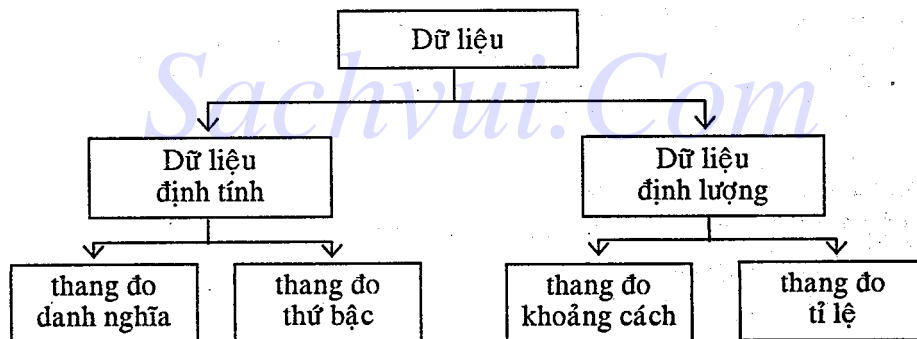 Dữ liệu
Sachvui.Com
Dữ liệu
định tính
Dữ liệu
định lượng
thang đo
danh nghĩa
thang đo
thứ bậc
thang đo
khoảng cách
thang đo
tỉ lệ